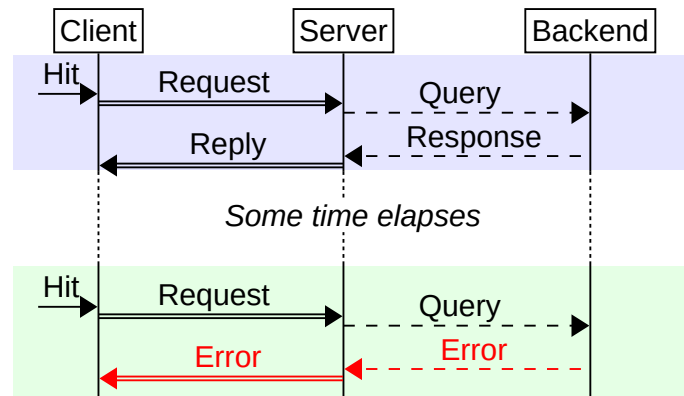 Client Server Backend
Hit
Request
Query
Response
Reply
Some time elapses
Hit
Request
Query
Error
Error